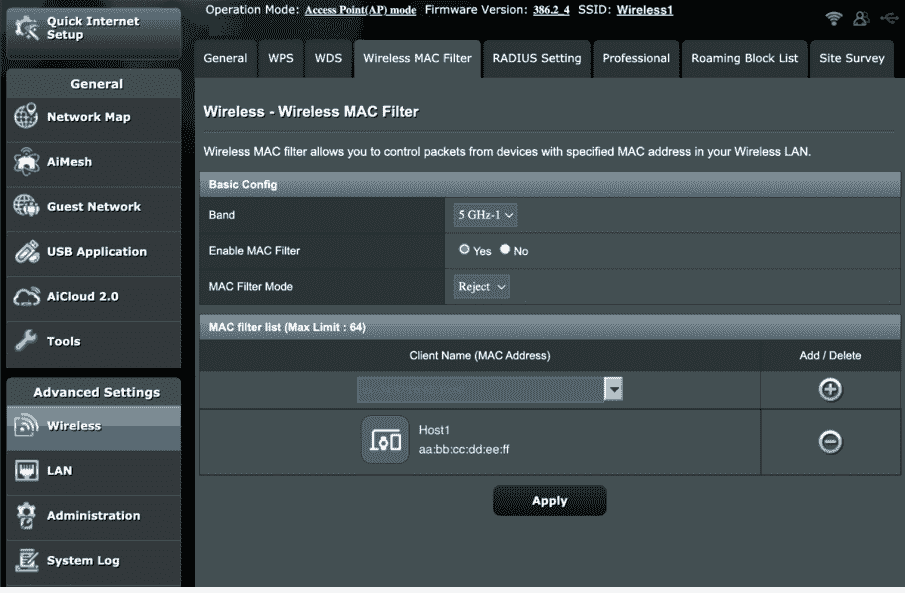 Operation Mode: Access Point(AP) mode Firmware Version: 386.2_4 SSID: Wireless1
Quick Internet
Setup
General
Network Map
AiMesh
Guest Network
USB Application
AiCloud 2.0
Tools
Advanced Settings
Wireless
LAN
Administration
System Log
General WPS WDS Wireless MAC Filter RADIUS Setting Professional Roaming Block List Site Survey
Wireless - Wireless MAC Filter
Wireless MAC filter allows you to control packets from devices with specified MAC address in your Wireless LAN.
Basic Config
Band 5 GHz-1
Enable MAC Filter Yes No
MAC Filter Mode Reject
MAC filter list (Max Limit : 64)
Client Name (MAC Address) Add / Delete
Host1
aa:bb:cc:dd:ee:ff
Apply